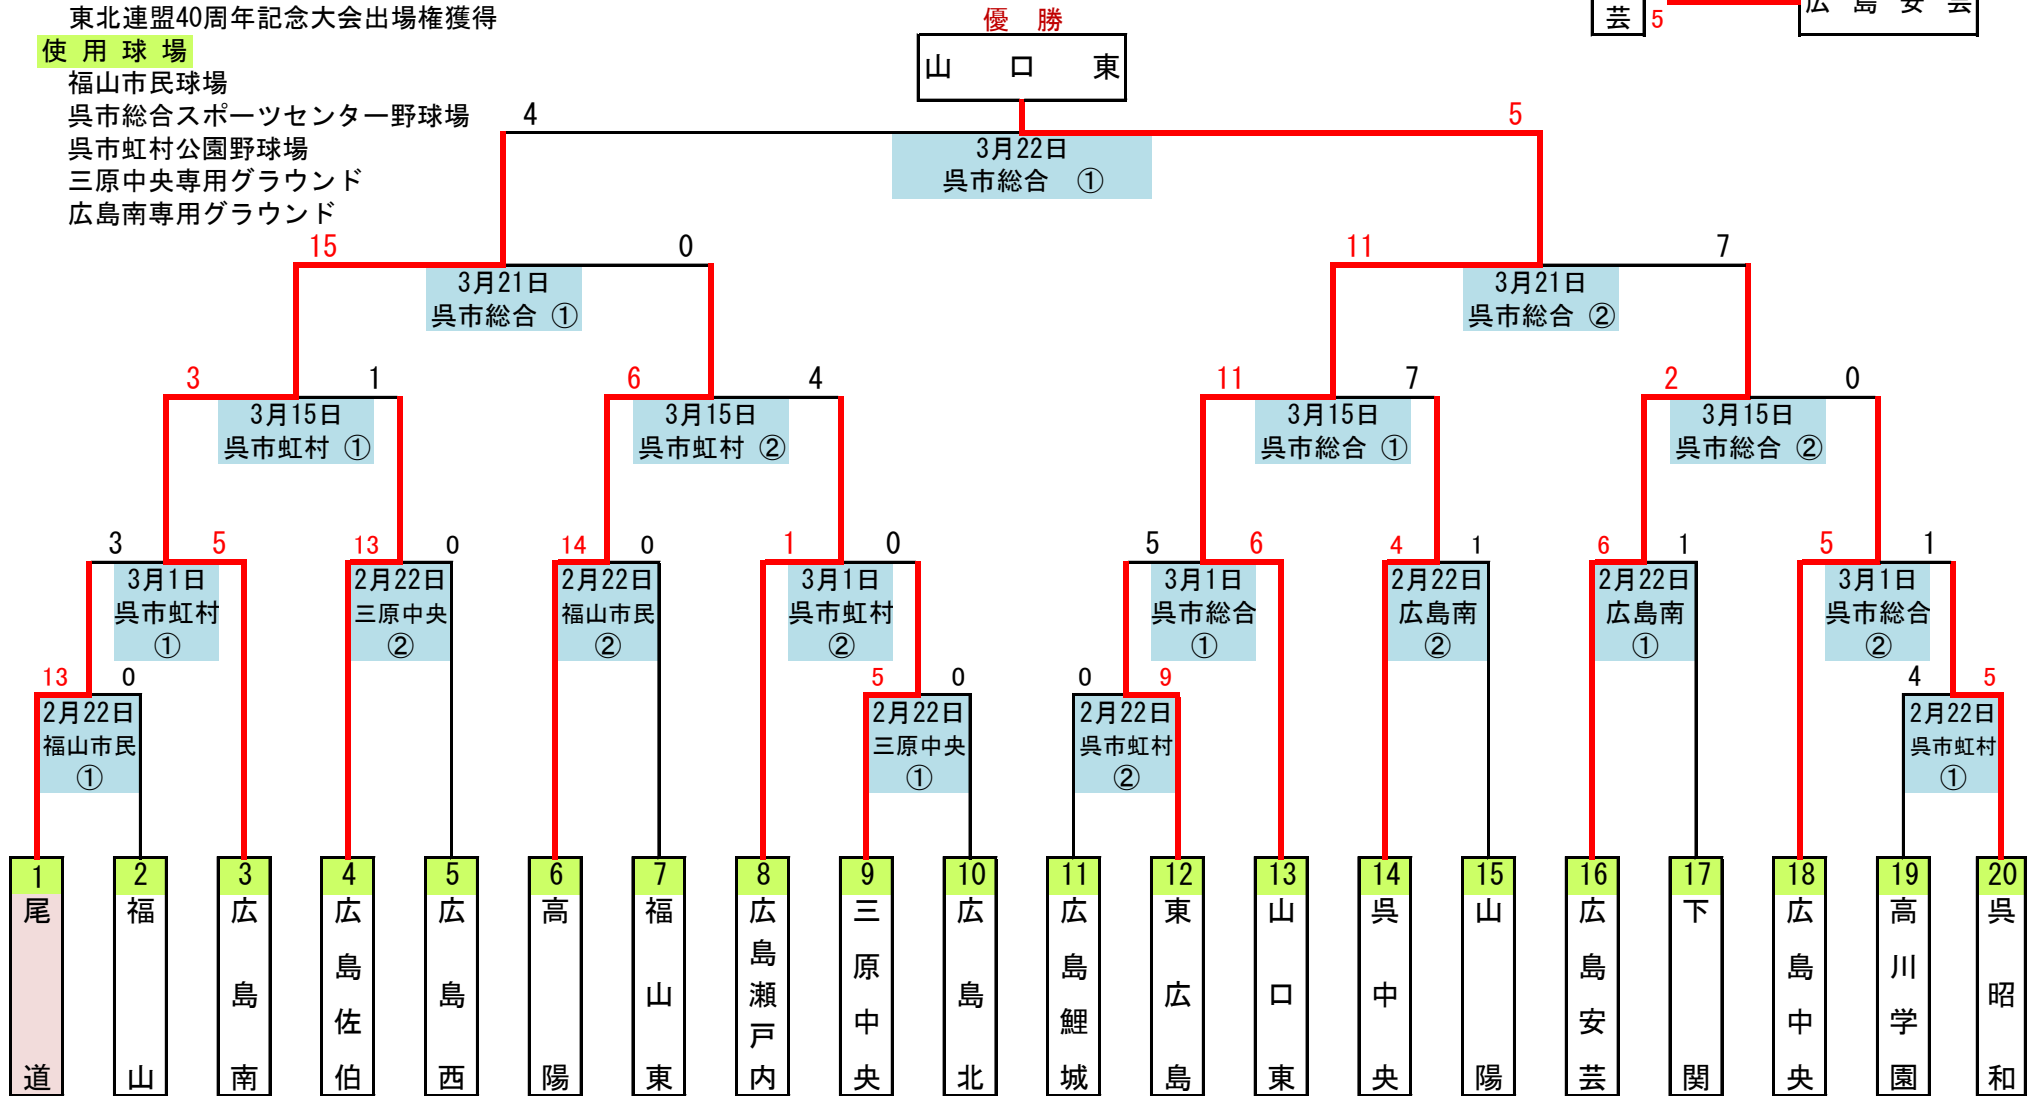 東北連盟40周年記念大会出場権獲得
優 勝
芸 5
広島安芸
使用球場
山口東
福山市民球場
呉市総合スポーツセンター野球場
4 5
呉市虹村公園野球場
3月22日
三原中央専用グラウンド
呉市総合 ①
広島南専用グラウンド
15 0 11 7
3月21日 3月21日
呉市総合 ① 呉市総合 ②
3 1 6 4 11 7 2 0
3月15日 3月15日 3月15日 3月15日
呉市虹村 ① 呉市虹村 ② 呉市総合 ① 呉市総合 ②
3 5 13 0 14 0 1 0 5 6 4 1 6 1 5 1
3月1日 2月22日 2月22日 3月1日 3月1日 2月22日 2月22日 3月1日
呉市虹村 三原中央 福山市民 呉市虹村 呉市総合 広島南 広島南 呉市総合
① ② ② ② ① ② ① ②
13 0 5 0 0 9 4 5
2月22日 2月22日 2月22日 2月22日
福山市民 三原中央 呉市虹村 呉市虹村
① ① ② ①
1 2 3 4 5 6 7 8 9 10 11 12 13 14 15 16 17 18 19 20
尾道
福山
広島南
広島佐伯
広島西
高陽
福山東
広島瀬戸内
三原中央
広島北
広島鯉城
東広島
山口東
呉中央
山陽
広島安芸
下関
広島中央
高川学園
呉昭和